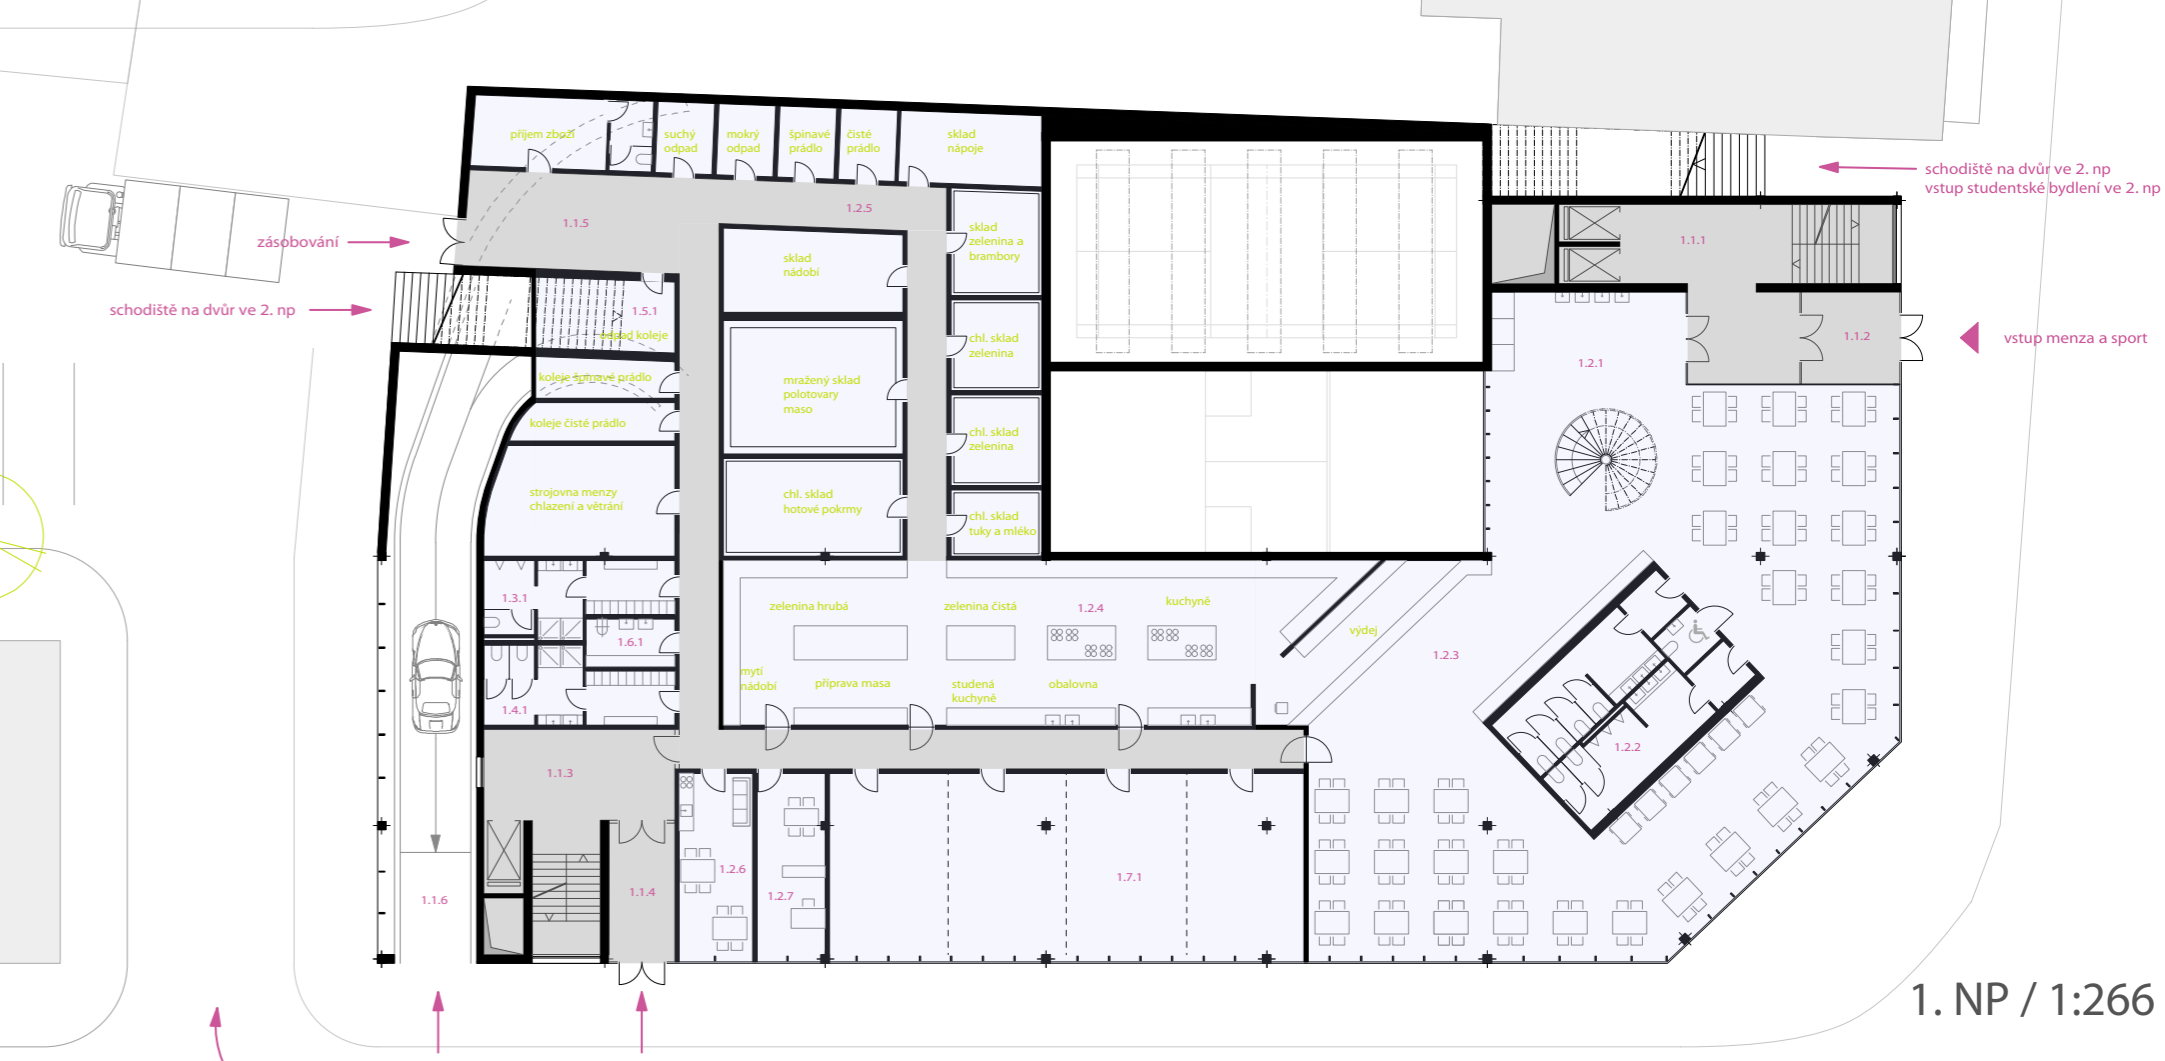 příjem zboží
suchý
odpad
mokrý
odpad
špinavé
prádlo
čisté
prádlo
sklad
nápoje
schodiště na dvůr ve 2. np
vstup studentské bydlení ve 2. np
1.1.5
1.2.5
zásobování
sklad
zelenina a
brambory
1.1.1
sklad
nádobí
schodiště na dvůr ve 2. np
1.5.1
odpad koleje
chl. sklad
zelenina
1.1.2
vstup menza a sport
1.2.1
koleje špinavé prádlo
mražený sklad
polotovary
maso
koleje čisté prádlo
chl. sklad
zelenina
strojovna menzy
chlazení a větrání
chl. sklad
hotové pokrmy
chl. sklad
tuky a mléko
1.3.1
zelenina hrubá
zelenina čistá
1.2.4
kuchyně
výdej
1.6.1
1.2.3
mytí
nádobí
příprava masa
studená
kuchyně
obalovna
1.4.1
1.2.2
1.1.3
1.2.6
1.2.7
1.7.1
1.1.4
1.1.6
1. NP / 1:266